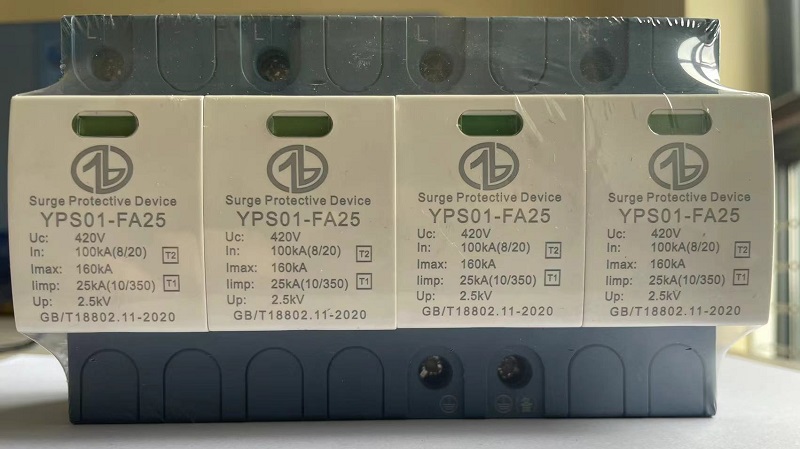 L L L N
Surge Protective Device
YPS01-FA25
Uc: 420V
In: 100kA(8/20) T2
Imax: 160kA
Iimp: 25kA(10/350) T1
Up: 2.5kV
GB/T18802.11-2020
Surge Protective Device
YPS01-FA25
Uc: 420V
In: 100kA(8/20) T2
Imax: 160kA
Iimp: 25kA(10/350) T1
Up: 2.5kV
GB/T18802.11-2020
Surge Protective Device
YPS01-FA25
Uc: 420V
In: 100kA(8/20) T2
Imax: 160kA
Iimp: 25kA(10/350) T1
Up: 2.5kV
GB/T18802.11-2020
Surge Protective Device
YPS01-FA25
Uc: 420V
In: 100kA(8/20) T2
Imax: 160kA
Iimp: 25kA(10/350) T1
Up: 2.5kV
GB/T18802.11-2020